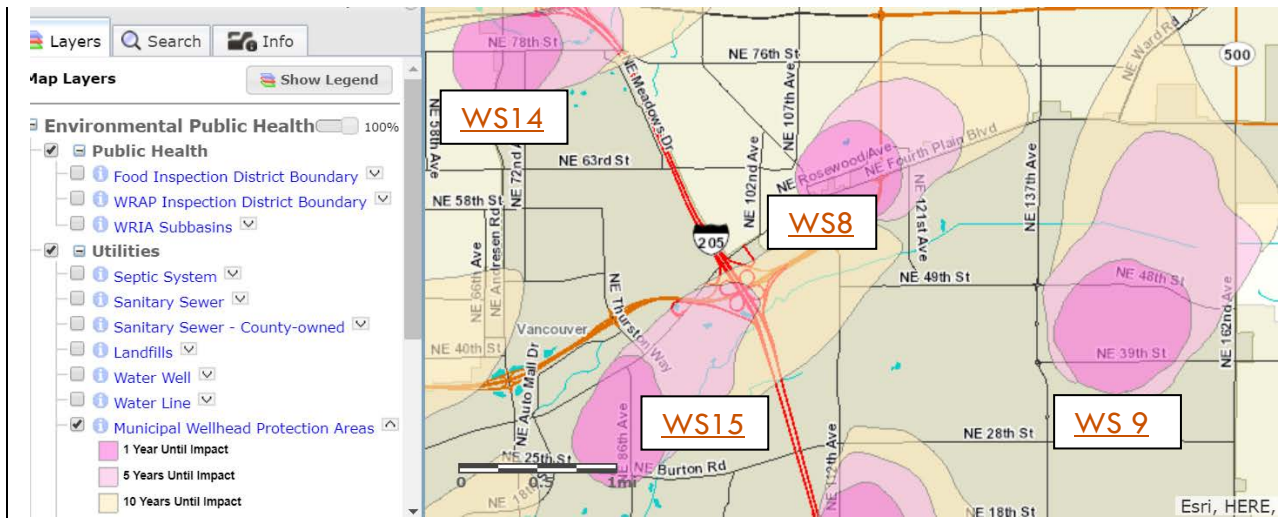 Layers
Search
Info
Map Layers
Show Legend
Environmental Public Health
100%
Public Health
Food Inspection District Boundary
WRAP Inspection District Boundary
WRIA Subbasins
Utilities
Septic System
Sanitary Sewer
Sanitary Sewer - County-owned
Landfills
Water Well
Water Line
Municipal Wellhead Protection Areas
1 Year Until Impact
5 Years Until Impact
10 Years Until Impact
NE 78th St
NE 76th St
NE Ward Rd
500
NE Meadows Dr
NE 107th Ave
WS14
NE 58th Ave
NE 72nd A
NE 63rd St
NE Rosewood Ave
NE Fourth Plain Blvd
NE 102nd Ave
NE 137th Ave
NE 58th St
NE 121st Ave
WS8
205
NE 66th Ave
NE Andresen Rd
NE 49th St
NE 48th St
NE Thurston Way
Vancouver
NE 162nd Ave
NE 40th St
NE 39th St
NE Auto Mall Dr
WS15
WS 9
NE 86th Ave
NE 28th St
NE 25th St
NE Burton Rd
NE 112th Ave
NE 18th
0
0.5
1mi
NE 18th St
Esri, HERE,